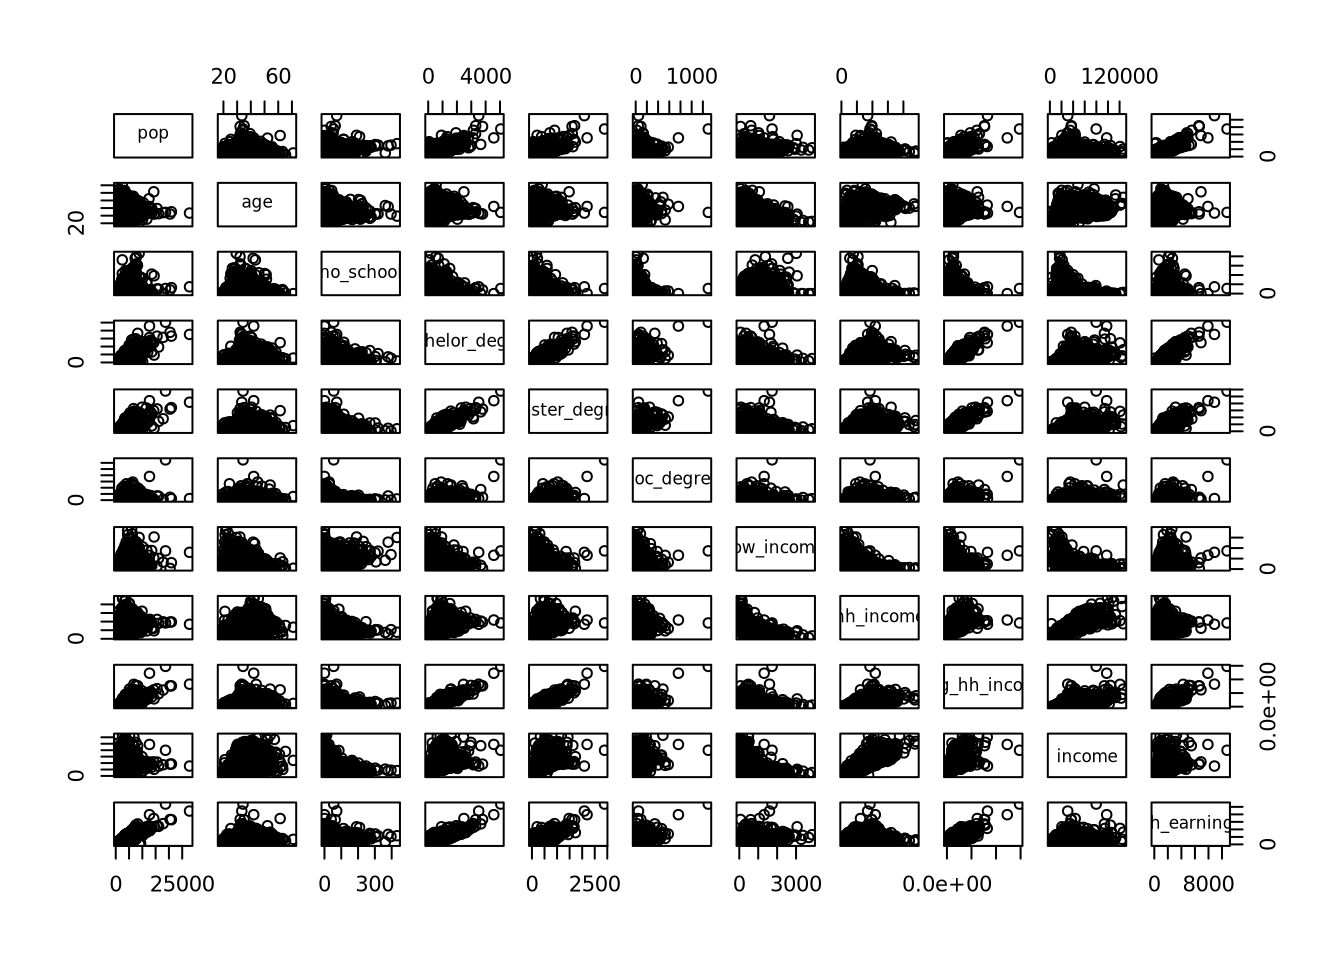 20 60 0 4000 0 1000 0 0 120000
pop 0
20 age
no_schoo 0
0 helor_deg
ster_degr 0
0 oc_degre
ow_incom 0
0 hh_income
g_hh_inco 0.0e+00
0 income
h_earning 0
0 25000 0 300 0 2500 0 3000 0.0e+00 0 8000